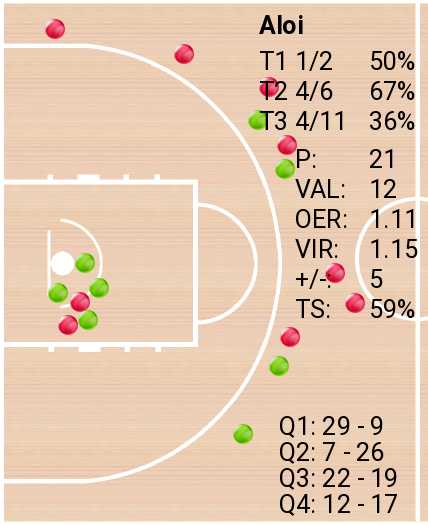 Aloi
T1 1/2 50%
T2 4/6 67%
T3 4/11 36%
P: 21
VAL: 12
OER: 1.11
VIR: 1.15
+/-: 5
TS: 59%
Q1: 29 - 9
Q2: 7 - 26
Q3: 22 - 19
Q4: 12 - 17